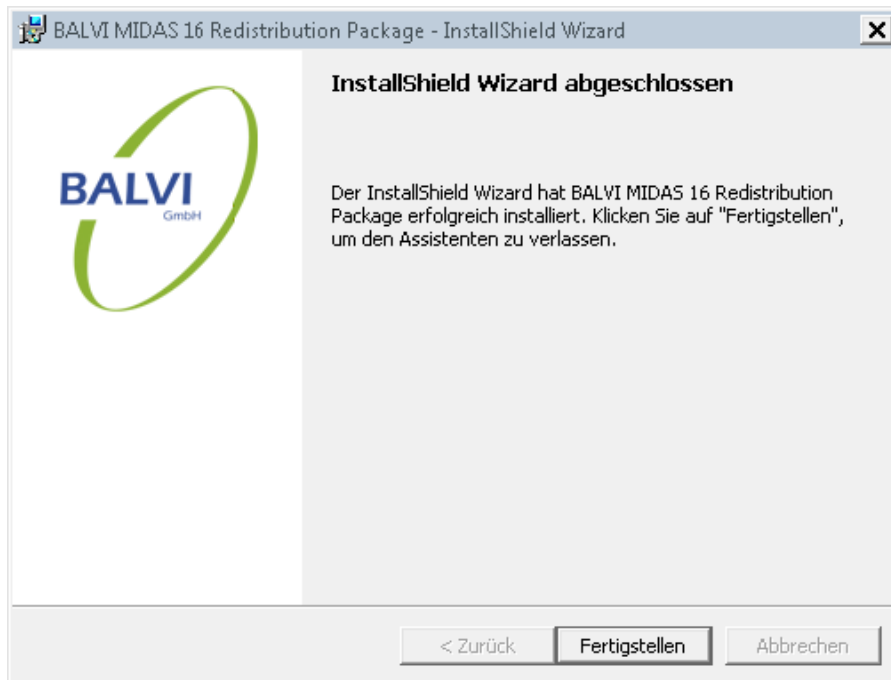 BALVI MIDAS 16 Redistribution Package - InstallShield Wizard
InstallShield Wizard abgeschlossen
BALVI
GmbH
Der InstallShield Wizard hat BALVI MIDAS 16 Redistribution
Package erfolgreich installiert. Klicken Sie auf "Fertigstellen",
um den Assistenten zu verlassen.
< Zurück
Fertigstellen
Abbrechen